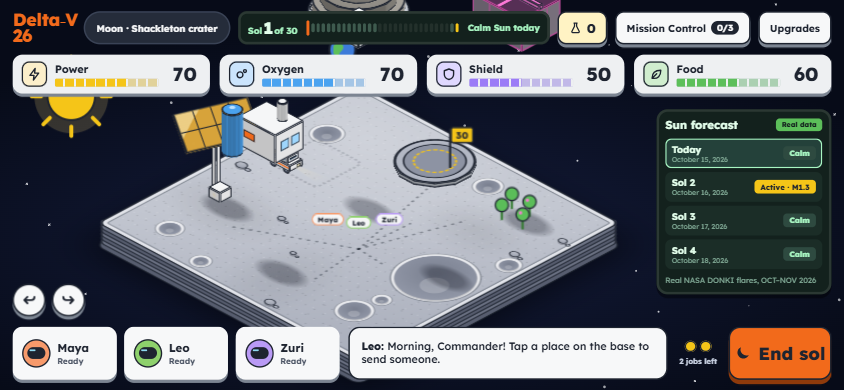 Delta-V
26
Moon · Shackleton crater
Sol 1 of 30
Calm Sun today
0
Mission Control 0/3
Upgrades
Power 70
Oxygen 70
Shield 50
Food 60
30
Maya
Leo
Zuri
Sun forecast Real data
Today
October 15, 2026
Calm
Sol 2
October 16, 2026
Active · M1.3
Sol 3
October 17, 2026
Calm
Sol 4
October 18, 2026
Calm
Real NASA DONKI flares, OCT–NOV 2026
Maya
Ready
Leo
Ready
Zuri
Ready
Leo: Morning, Commander! Tap a place on the base to
send someone.
2 jobs left
End sol